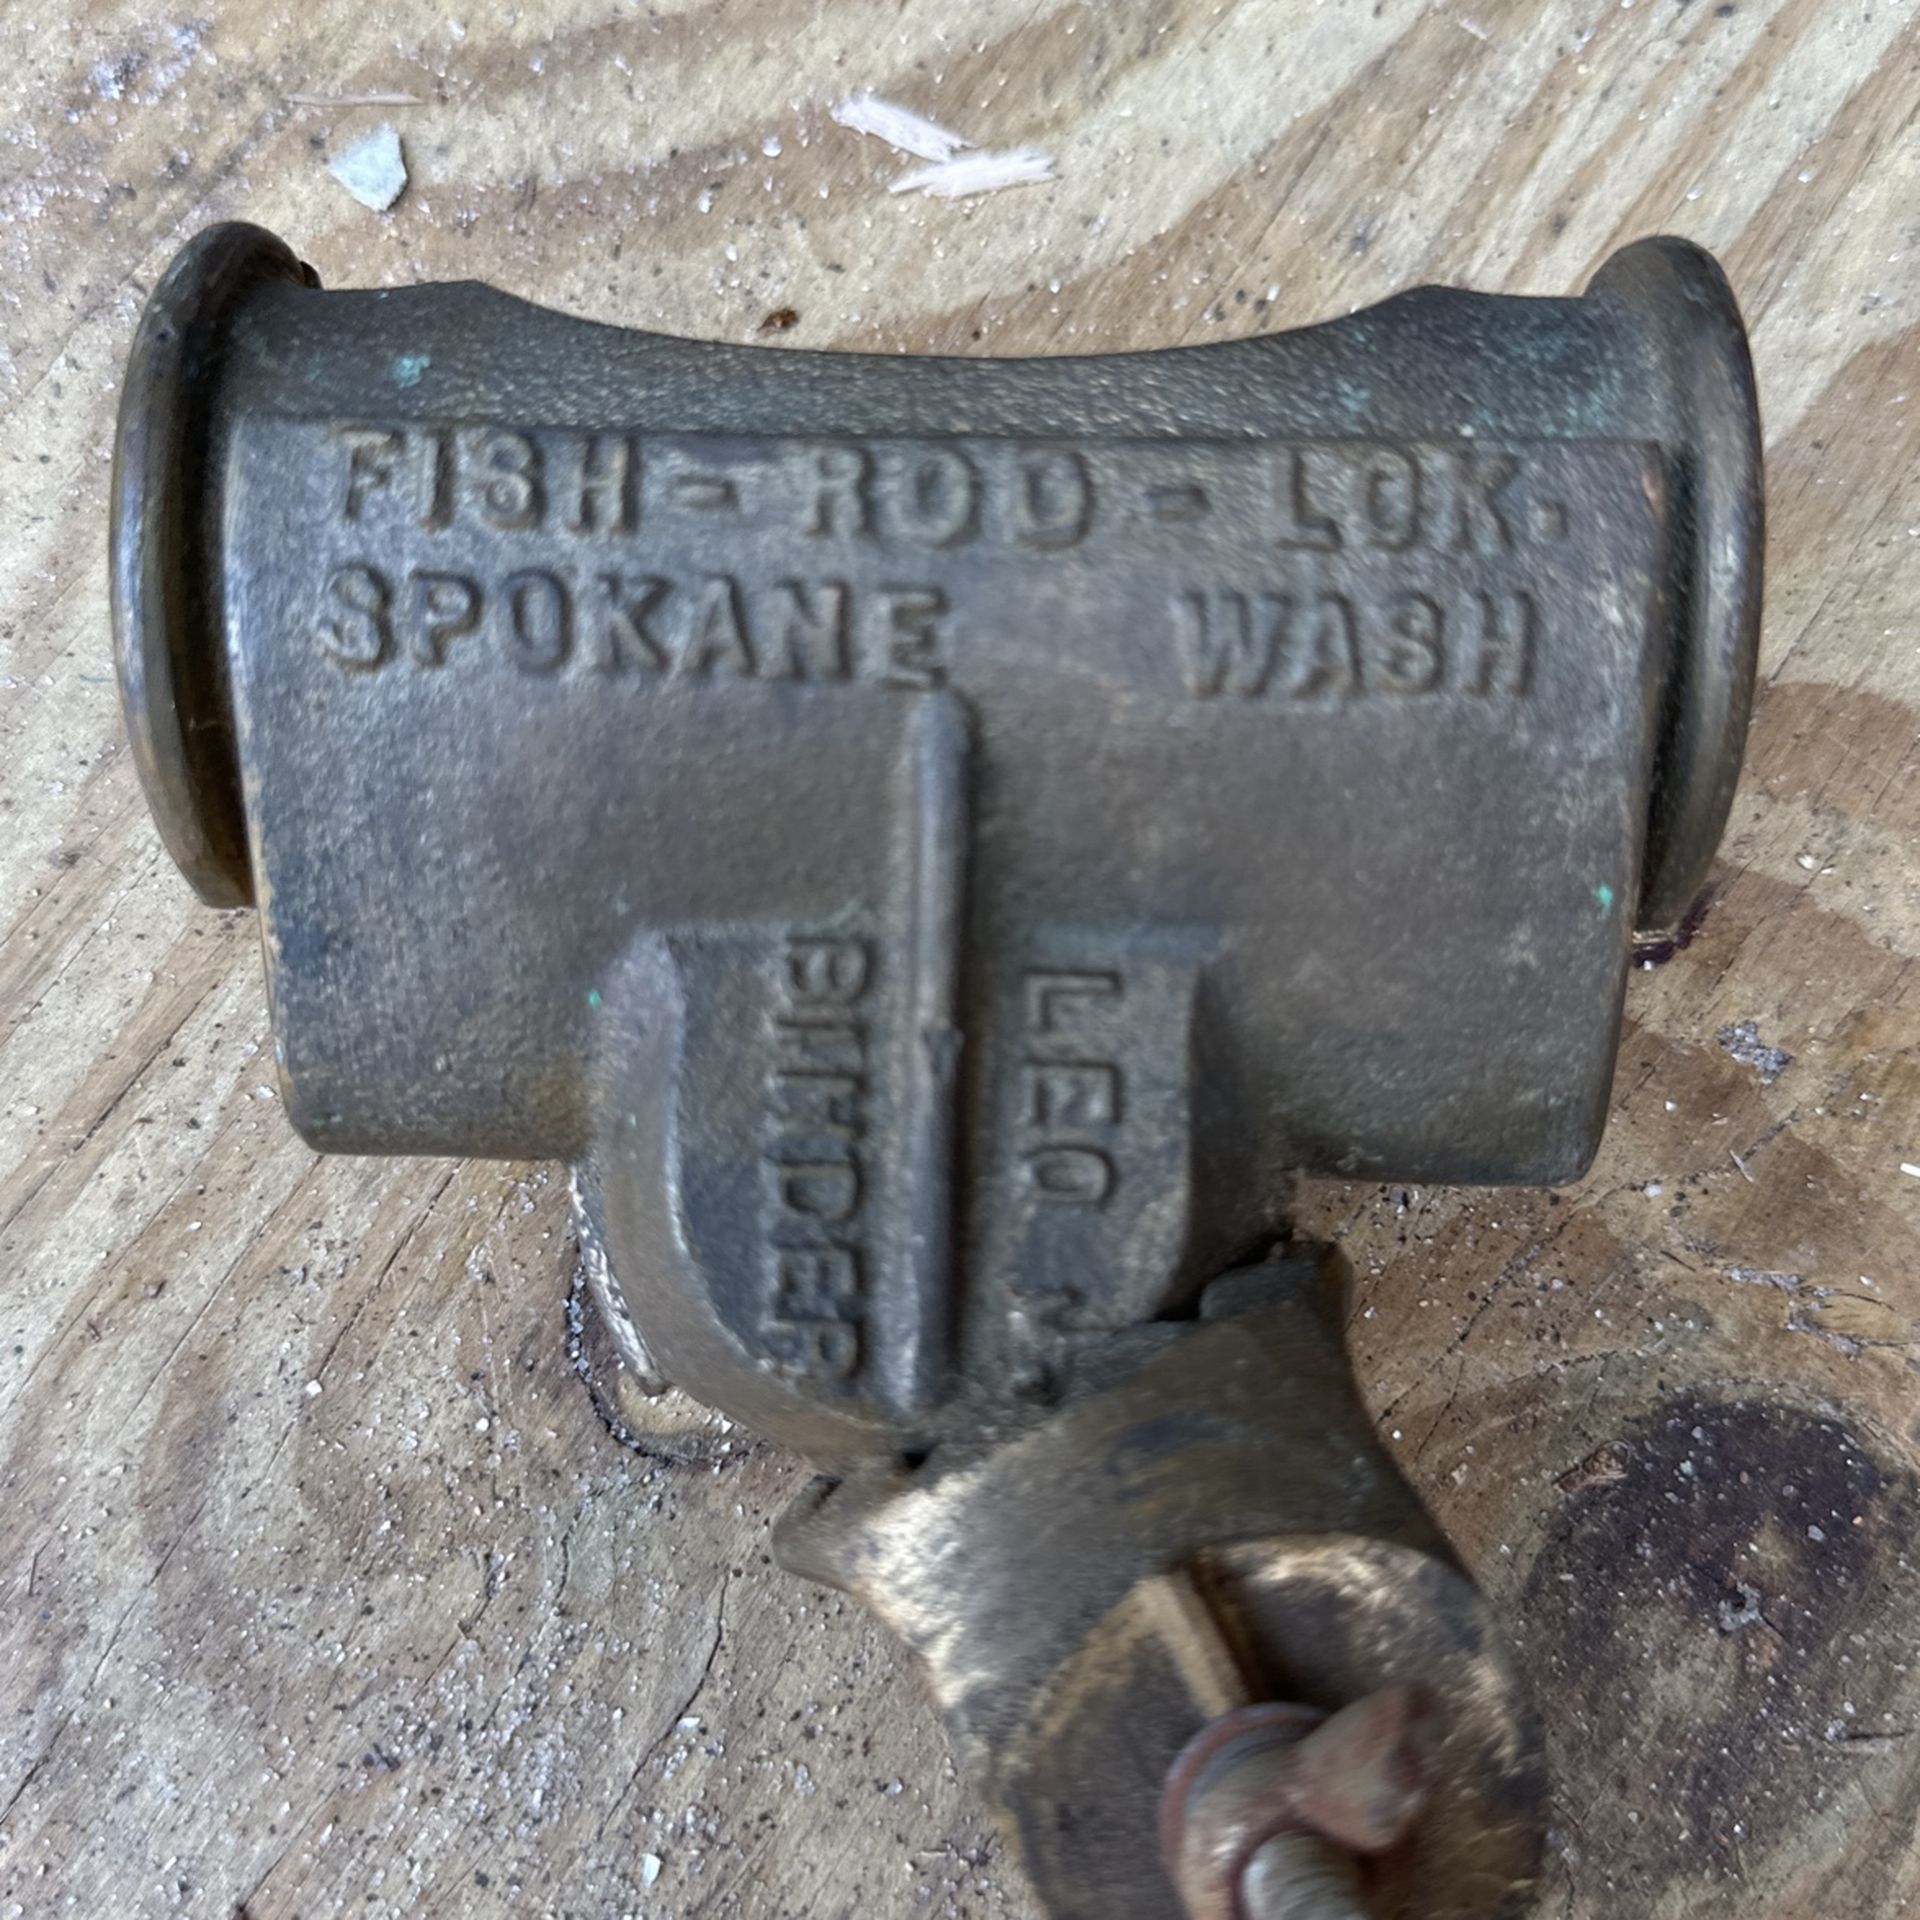 FISH-ROD-LOK.
SPOKANE WASH
LEO
BINDER